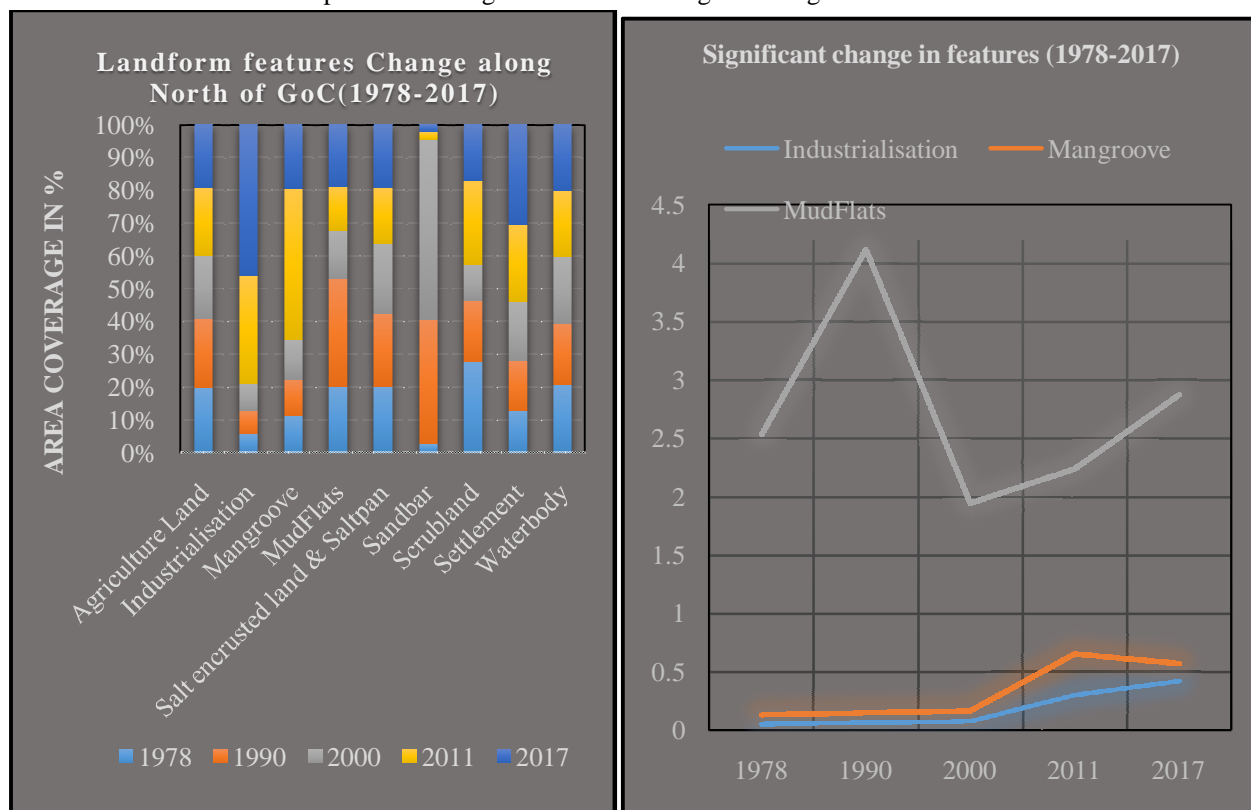 Landform features Change along
North of GoC(1978-2017)
AREA COVERAGE IN %
100%
90%
80%
70%
60%
50%
40%
30%
20%
10%
0%
Agriculture Land
Industrialisation
Mangroove
MudFlats
Salt encrusted land & Saltpan
Sandbar
Scrubland
Settlement
Waterbody
1978 1990 2000 2011 2017
Significant change in features (1978-2017)
Industrialisation Mangroove
MudFlats
4.5
4
3.5
3
2.5
2
1.5
1
0.5
0
1978 1990 2000 2011 2017